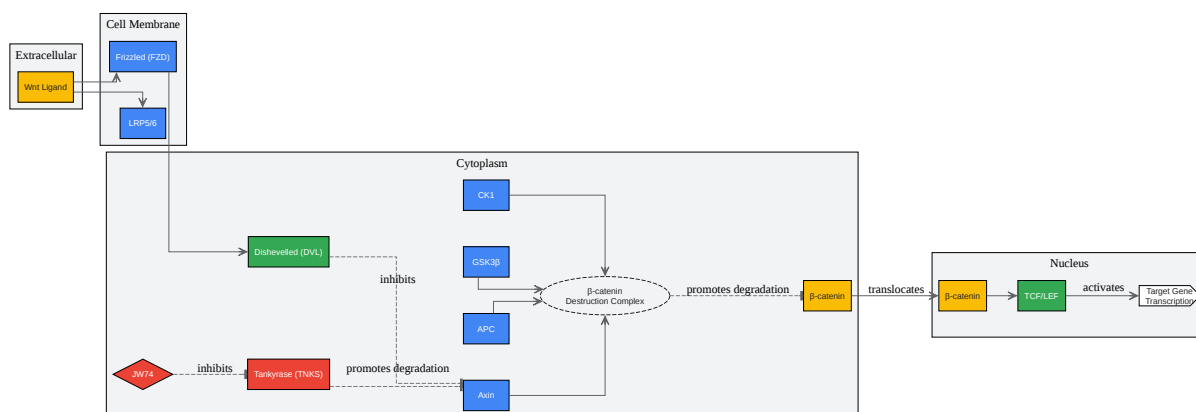 Cell Membrane
Extracellular
Frizzled (FZD)
Wnt Ligand
LRP5/6
Cytoplasm
CK1
Dishevelled (DVL)
inhibits
GSK3β
β-catenin
Destruction Complex
promotes degradation
β-catenin
translocates
Nucleus
β-catenin
TCF/LEF
activates
Target Gene
Transcription
APC
JW74
inhibits
Tankyrase (TNKS)
promotes degradation
Axin